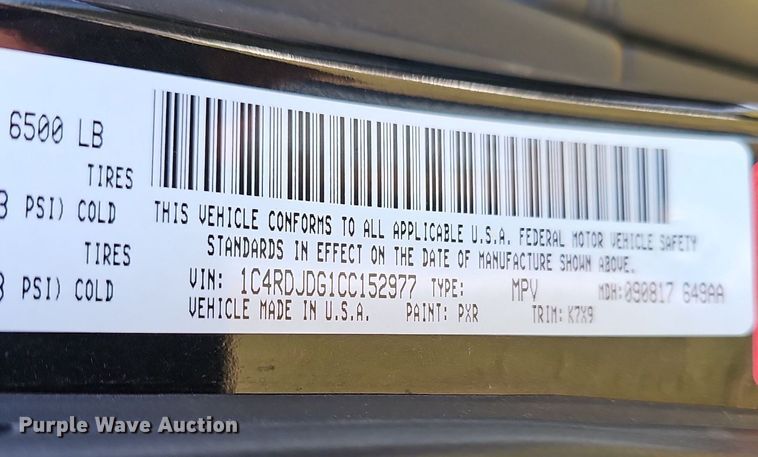 6500 LB
TIRES
PSI) COLD
TIRES
PSI) COLD
THIS VEHICLE CONFORMS TO ALL APPLICABLE U.S.A. FEDERAL MOTOR VEHICLE SAFETY
STANDARDS IN EFFECT ON THE DATE OF MANUFACTURE SHOWN ABOVE.
VIN: 1C4RDJDG1CC152977 TYPE: MPV MDH:090817 649AA
VEHICLE MADE IN U.S.A. PAINT: PXR TRIM: K7X9
Purple Wave Auction